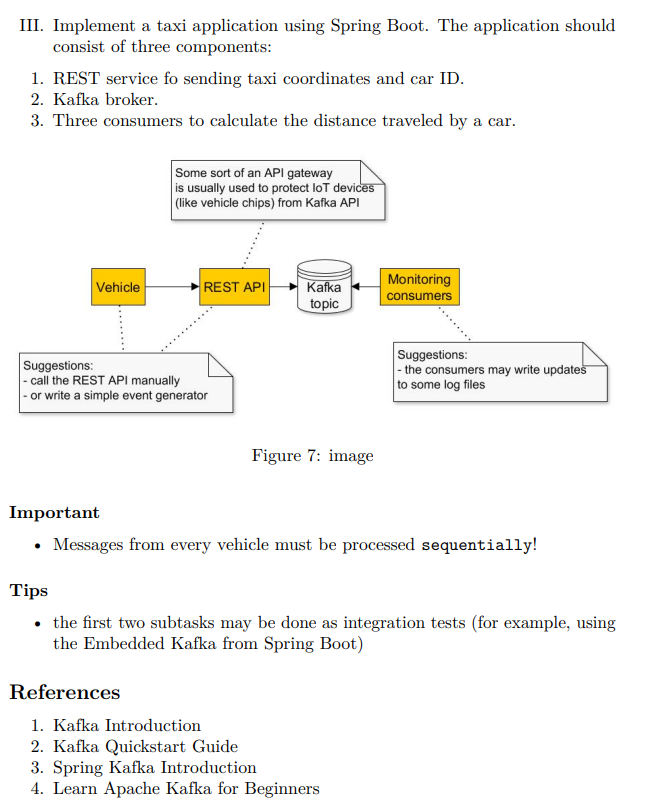 III. Implement a taxi application using Spring Boot. The application should
consist of three components:
1. REST service fo sending taxi coordinates and car ID.
2. Kafka broker.
3. Three consumers to calculate the distance traveled by a car.
Some sort of an API gateway
is usually used to protect IoT devices
(like vehicle chips) from Kafka API
Vehicle
REST API
Kafka
topic
Monitoring
consumers
Suggestions:
- call the REST API manually
- or write a simple event generator
Suggestions:
- the consumers may write updates
to some log files
Figure 7: image
Important
• Messages from every vehicle must be processed sequentially!
Tips
• the first two subtasks may be done as integration tests (for example, using
the Embedded Kafka from Spring Boot)
References
1. Kafka Introduction
2. Kafka Quickstart Guide
3. Spring Kafka Introduction
4. Learn Apache Kafka for Beginners